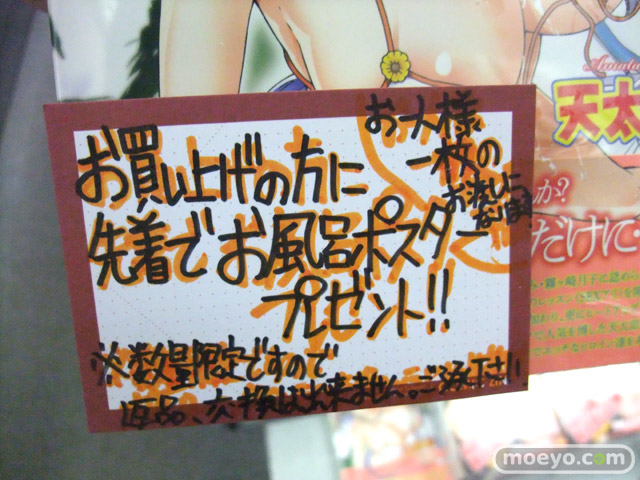 お買い上げの方に
先着でお風呂ポスター
プレゼント!!
お一人様
一枚の
お渡しに
なります
※数量限定ですので
返品、交換は出来ません。ご了承下さい
天太
か?
だけに・
moeyo.com